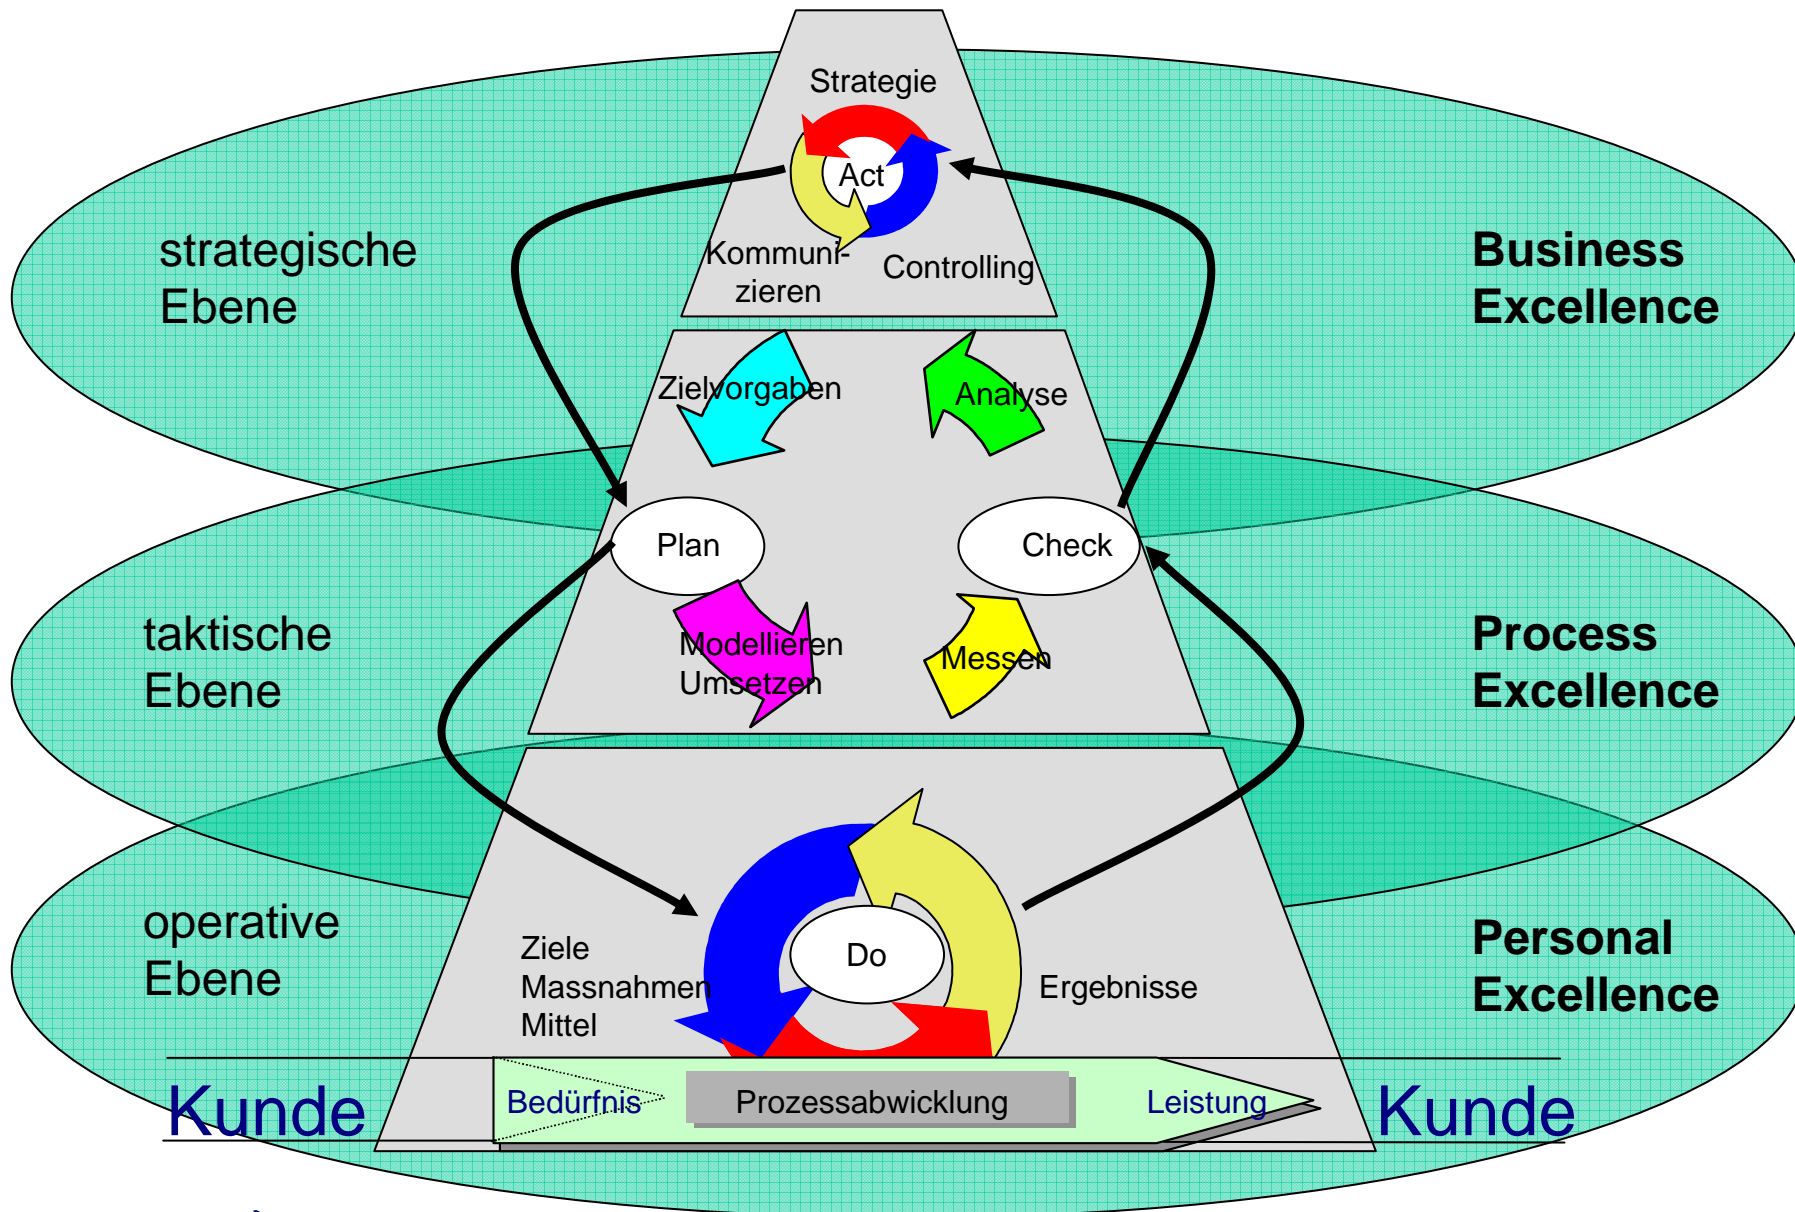 Strategie
Act
Kommuni-
zieren
Controlling
strategische
Ebene
Business
Excellence
Zielvorgaben
Analyse
Plan
Check
taktische
Ebene
Modellieren
Umsetzen
Messen
Process
Excellence
operative
Ebene
Ziele
Massnahmen
Mittel
Do
Ergebnisse
Personal
Excellence
Kunde
Bedürfnis
Prozessabwicklung
Leistung
Kunde